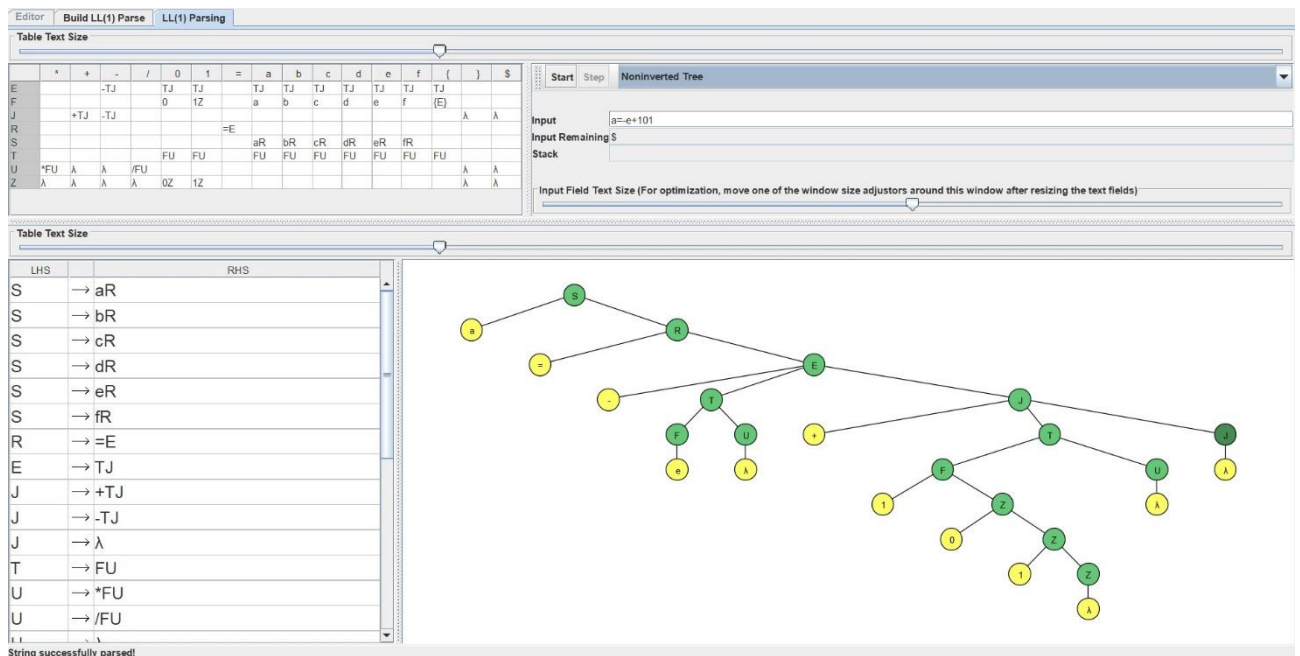 Editor Build LL(1) Parse LL(1) Parsing
Table Text Size
* + - / 0 1 = a b c d e f { } $
E -TJ TJ TJ TJ TJ TJ TJ TJ TJ TJ
F 0 1Z a b c d e f {E}
J +TJ -TJ λ λ
R =E
S aR bR cR dR eR fR
T FU FU FU FU FU FU FU FU FU
U *FU λ λ /FU λ λ
Z λ λ λ λ 0Z 1Z λ λ
Start Step Noninverted Tree
Input a=-e+101
Input Remaining $
Stack
Input Field Text Size (For optimization, move one of the window size adjustors around this window after resizing the text fields)
Table Text Size
LHS RHS
S → aR
S → bR
S → cR
S → dR
S → eR
S → fR
R → =E
E → TJ
J → +TJ
J → -TJ
J → λ
T → FU
U → *FU
U → /FU
S
a R
= E
- T J
F U + T J
e λ F U λ
1 Z λ
0 Z
1 Z
λ
String successfully parsed!